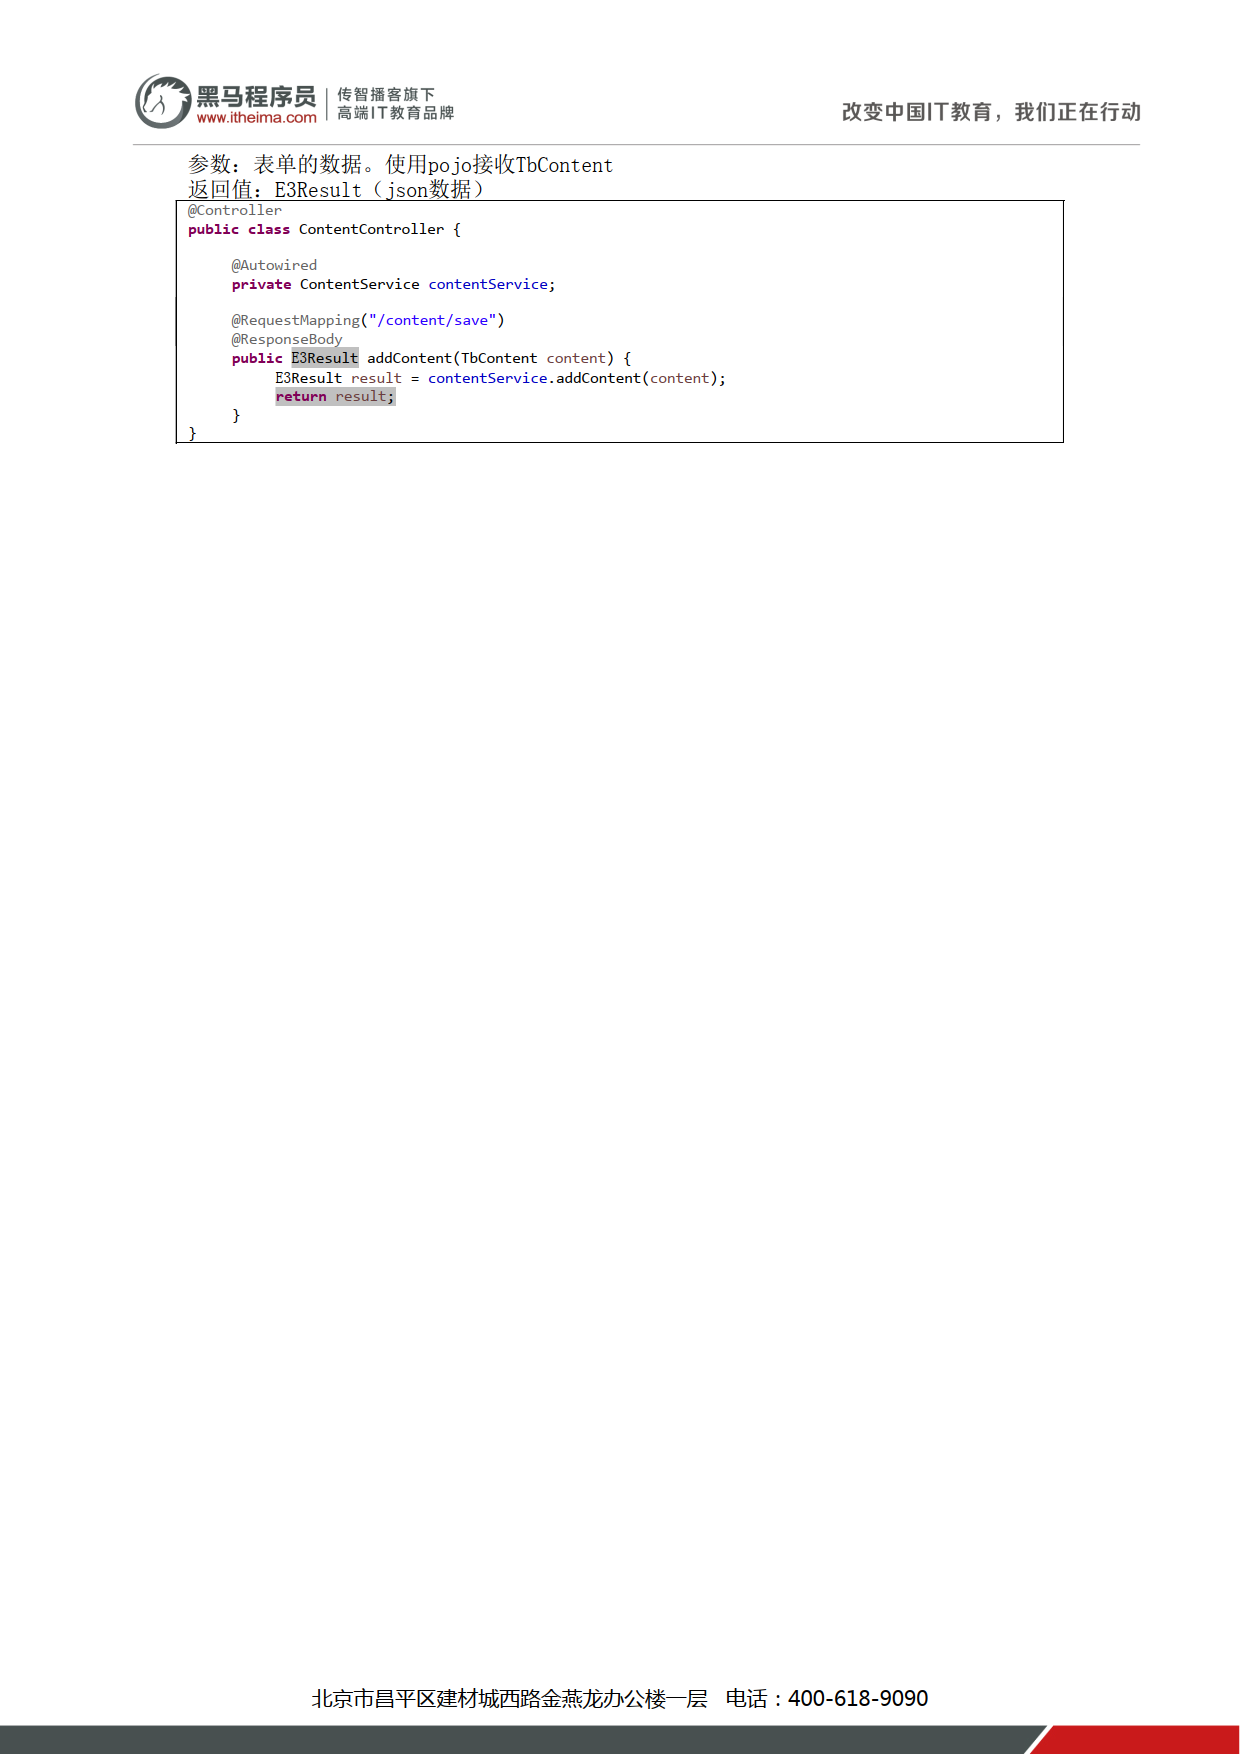 黑马程序员
www.itheima.com
传智播客旗下
高端IT教育品牌
改变中国IT教育，我们正在行动
参数：表单的数据。使用pojo接收TbContent
返回值：E3Result（json数据）
@Controller
public class ContentController {
@Autowired
private ContentService contentService;
@RequestMapping("/content/save")
@ResponseBody
public E3Result addContent(TbContent content) {
E3Result result = contentService.addContent(content);
return result;
}
}
北京市昌平区建材城西路金燕龙办公楼一层 电话：400-618-9090